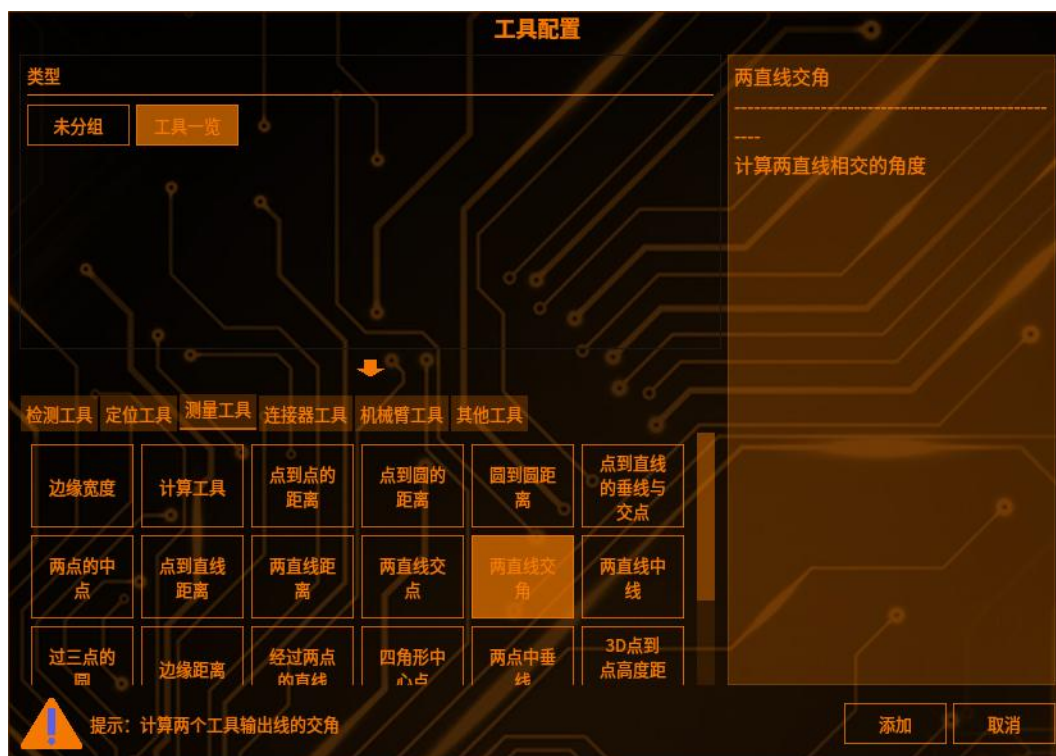 工具配置
类型
未分组
工具一览
两直线交角
-----------------------------------------------
----
计算两直线相交的角度
检测工具
定位工具
测量工具
连接器工具
机械臂工具
其他工具
边缘宽度
计算工具
点到点的
距离
点到圆的
距离
圆到圆距
离
点到直线
的垂线与
交点
两点的中
点
点到直线
距离
两直线距
离
两直线交
点
两直线交
角
两直线中
线
过三点的
圆
边缘距离
经过两点
的直线
四角形中
心点
两点中垂
线
3D点到
点高度距
提示：计算两个工具输出线的交角
添加
取消